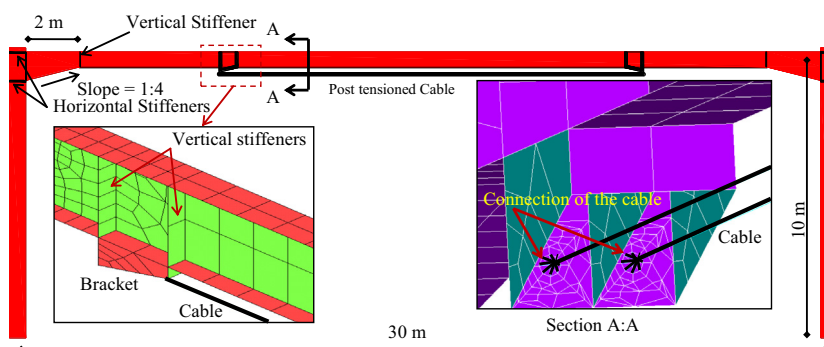 Vertical Stiffener
2 m
A
Slope = 1:4
Horizontal Stiffeners
A
Post tensioned Cable
Vertical stiffeners
Connection of the cable
Cable
10 m
Bracket
Cable
30 m
Section A:A